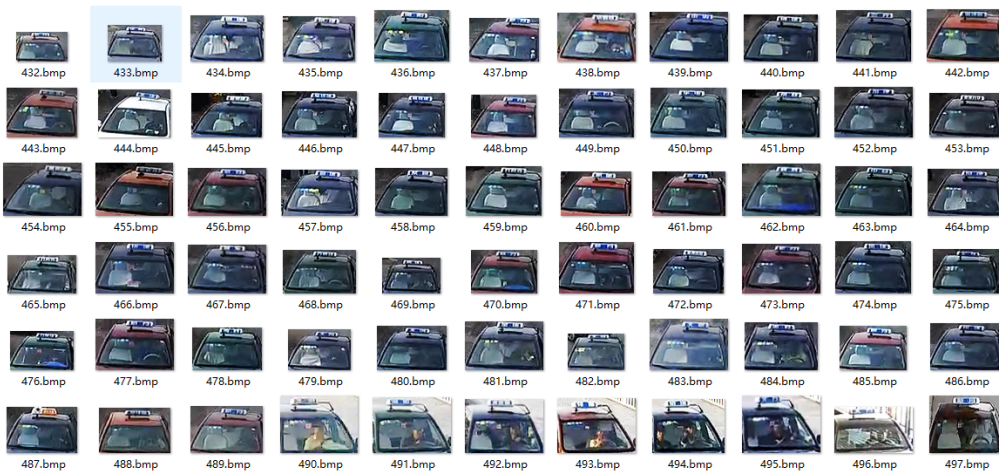 432.bmp 433.bmp 434.bmp 435.bmp 436.bmp 437.bmp 438.bmp 439.bmp 440.bmp 441.bmp 442.bmp
443.bmp 444.bmp 445.bmp 446.bmp 447.bmp 448.bmp 449.bmp 450.bmp 451.bmp 452.bmp 453.bmp
454.bmp 455.bmp 456.bmp 457.bmp 458.bmp 459.bmp 460.bmp 461.bmp 462.bmp 463.bmp 464.bmp
465.bmp 466.bmp 467.bmp 468.bmp 469.bmp 470.bmp 471.bmp 472.bmp 473.bmp 474.bmp 475.bmp
476.bmp 477.bmp 478.bmp 479.bmp 480.bmp 481.bmp 482.bmp 483.bmp 484.bmp 485.bmp 486.bmp
487.bmp 488.bmp 489.bmp 490.bmp 491.bmp 492.bmp 493.bmp 494.bmp 495.bmp 496.bmp 497.bmp